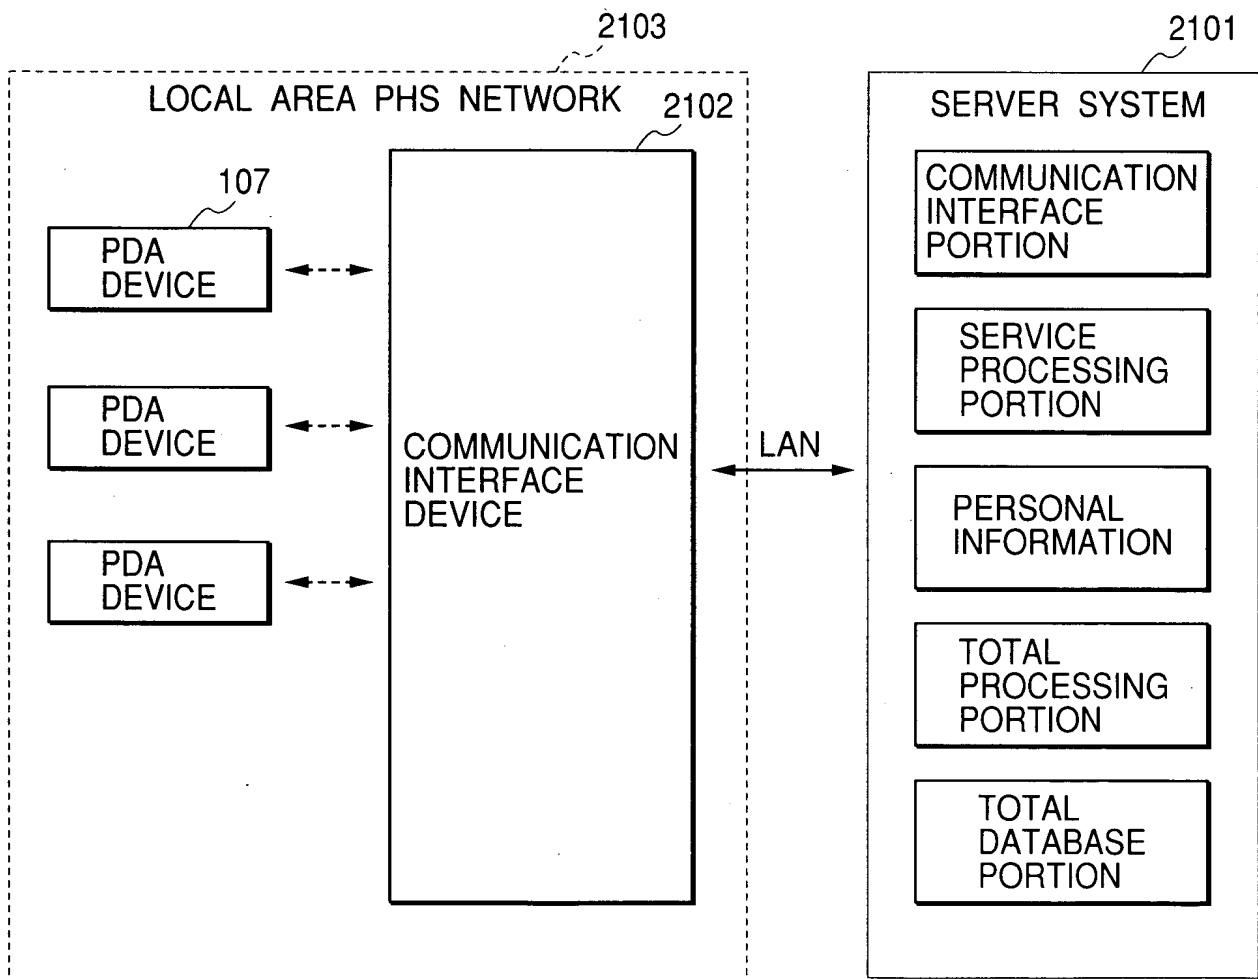 2103
2101
LOCAL AREA PHS NETWORK
2102
SERVER SYSTEM
107
PDA
DEVICE
PDA
DEVICE
PDA
DEVICE
COMMUNICATION
INTERFACE
DEVICE
LAN
COMMUNICATION
INTERFACE
PORTION
SERVICE
PROCESSING
PORTION
PERSONAL
INFORMATION
TOTAL
PROCESSING
PORTION
TOTAL
DATABASE
PORTION